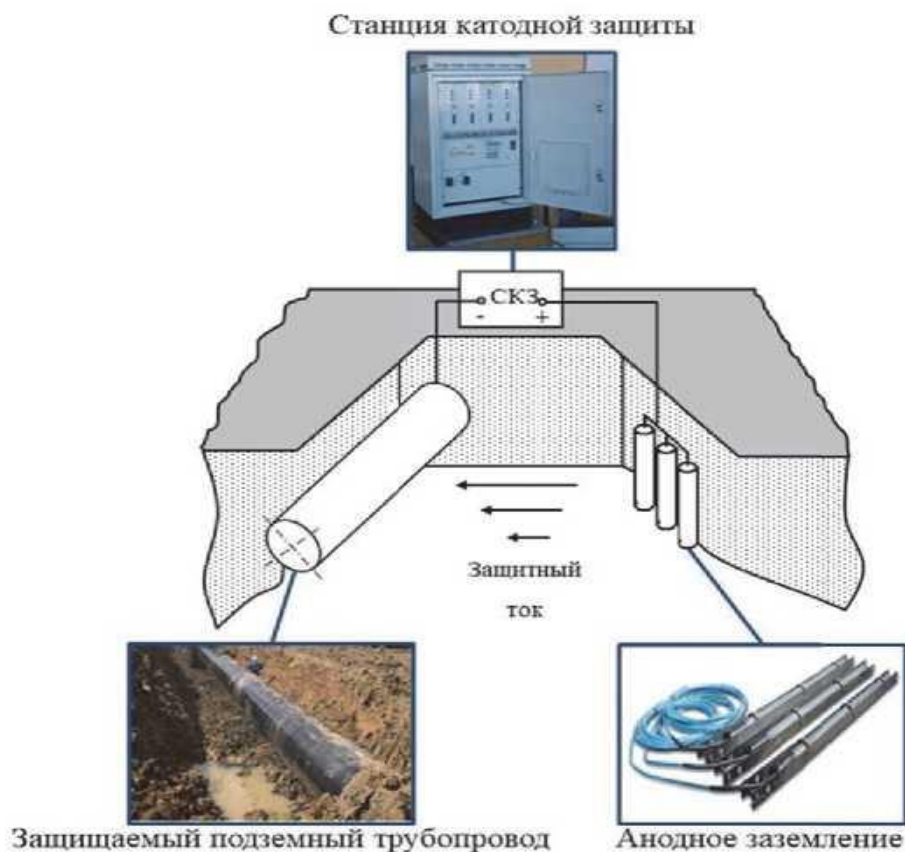 Станция катодной защиты
СКЗ
- +
Защитный
ток
Защищаемый подземный трубопровод
Анодное заземление